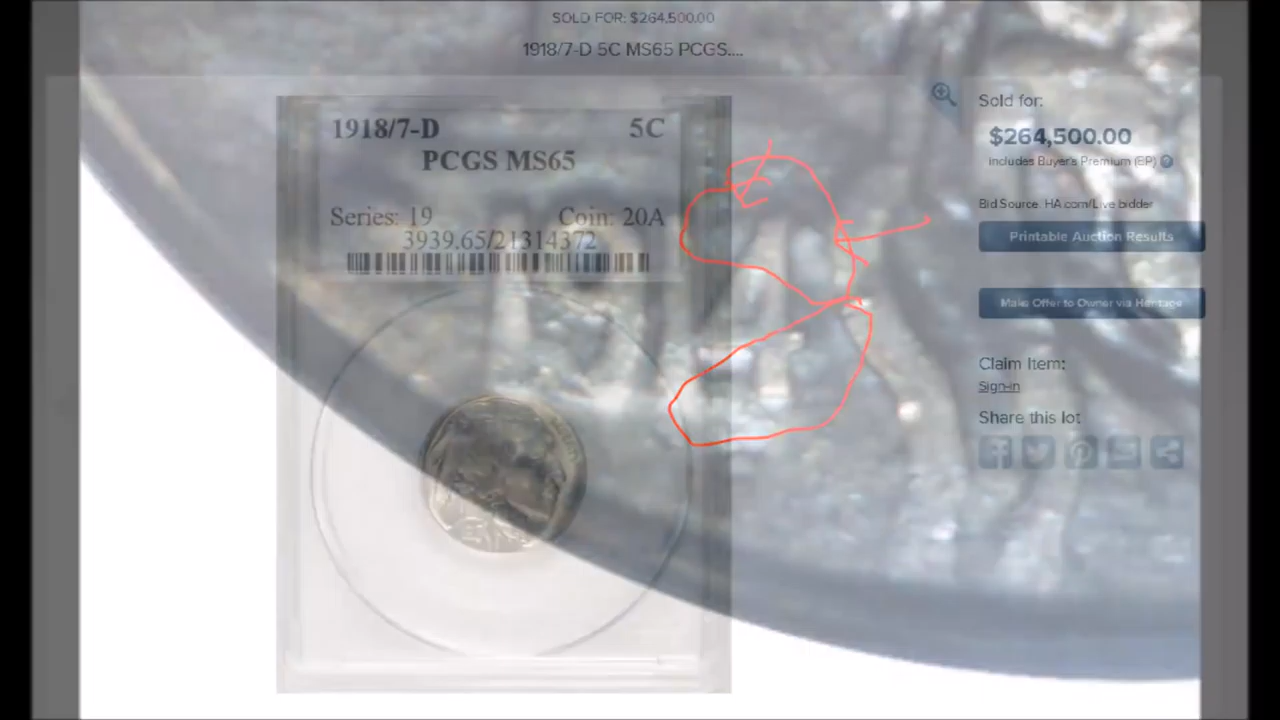 SOLD FOR: $264,500.00
1918/7-D 5C MS65 PCGS....
1918/7-D 5C
PCGS MS65
Series: 19 Coin: 20A
3939.65/21314372
Sold for:
$264,500.00
includes Buyer's Premium (BP)
Bid Source: HA.com/Live bidder
Printable Auction Results
Make Offer to Owner via Heritage
Claim Item:
Sign-in
Share this lot